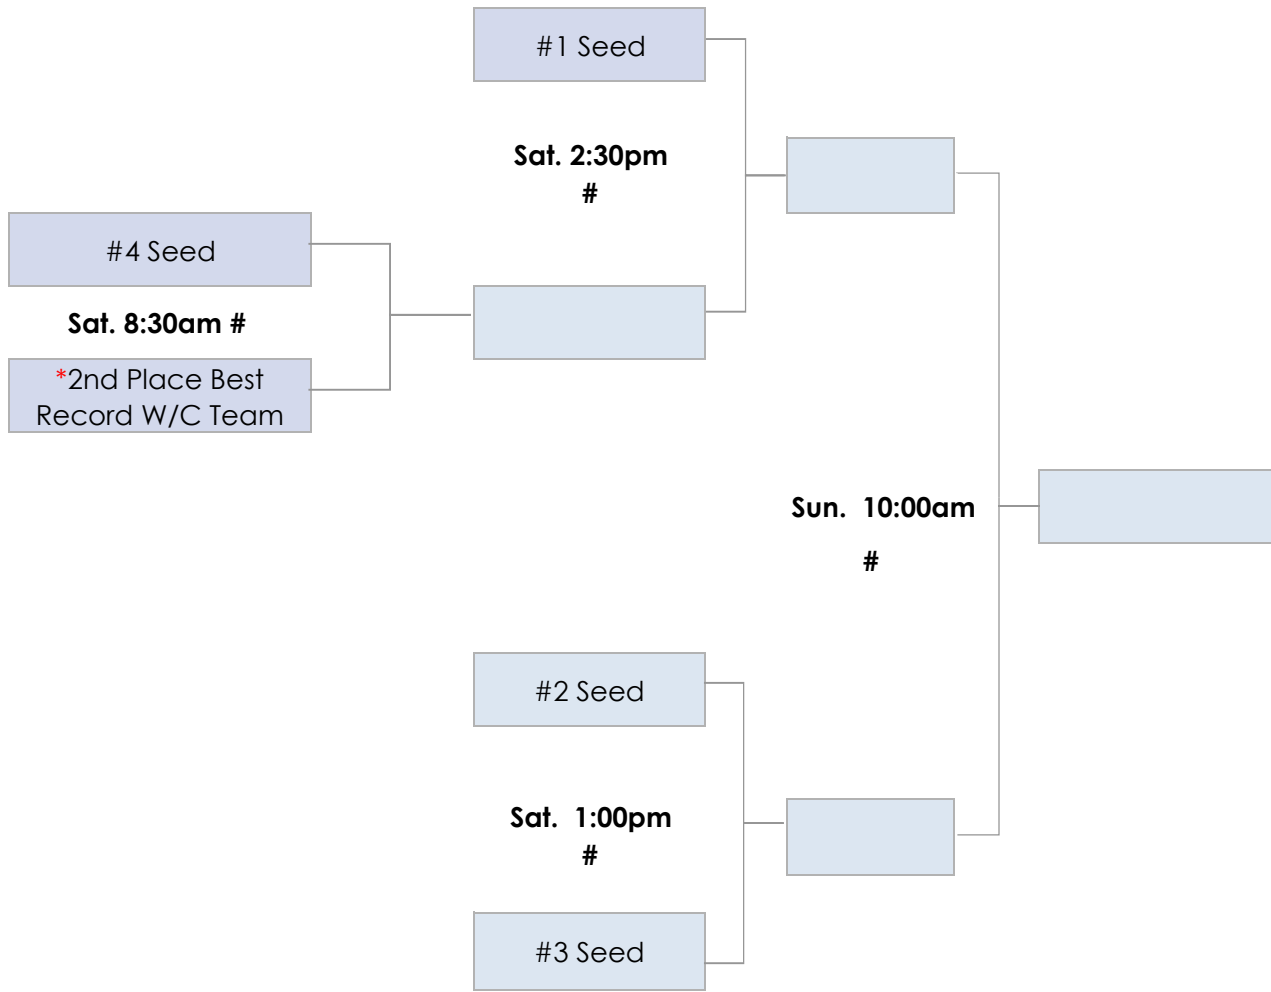 #1 Seed
Sat. 2:30pm
#
#4 Seed
Sat. 8:30am #
*2nd Place Best
Record W/C Team
Sun. 10:00am
#
#2 Seed
Sat. 1:00pm
#
#3 Seed